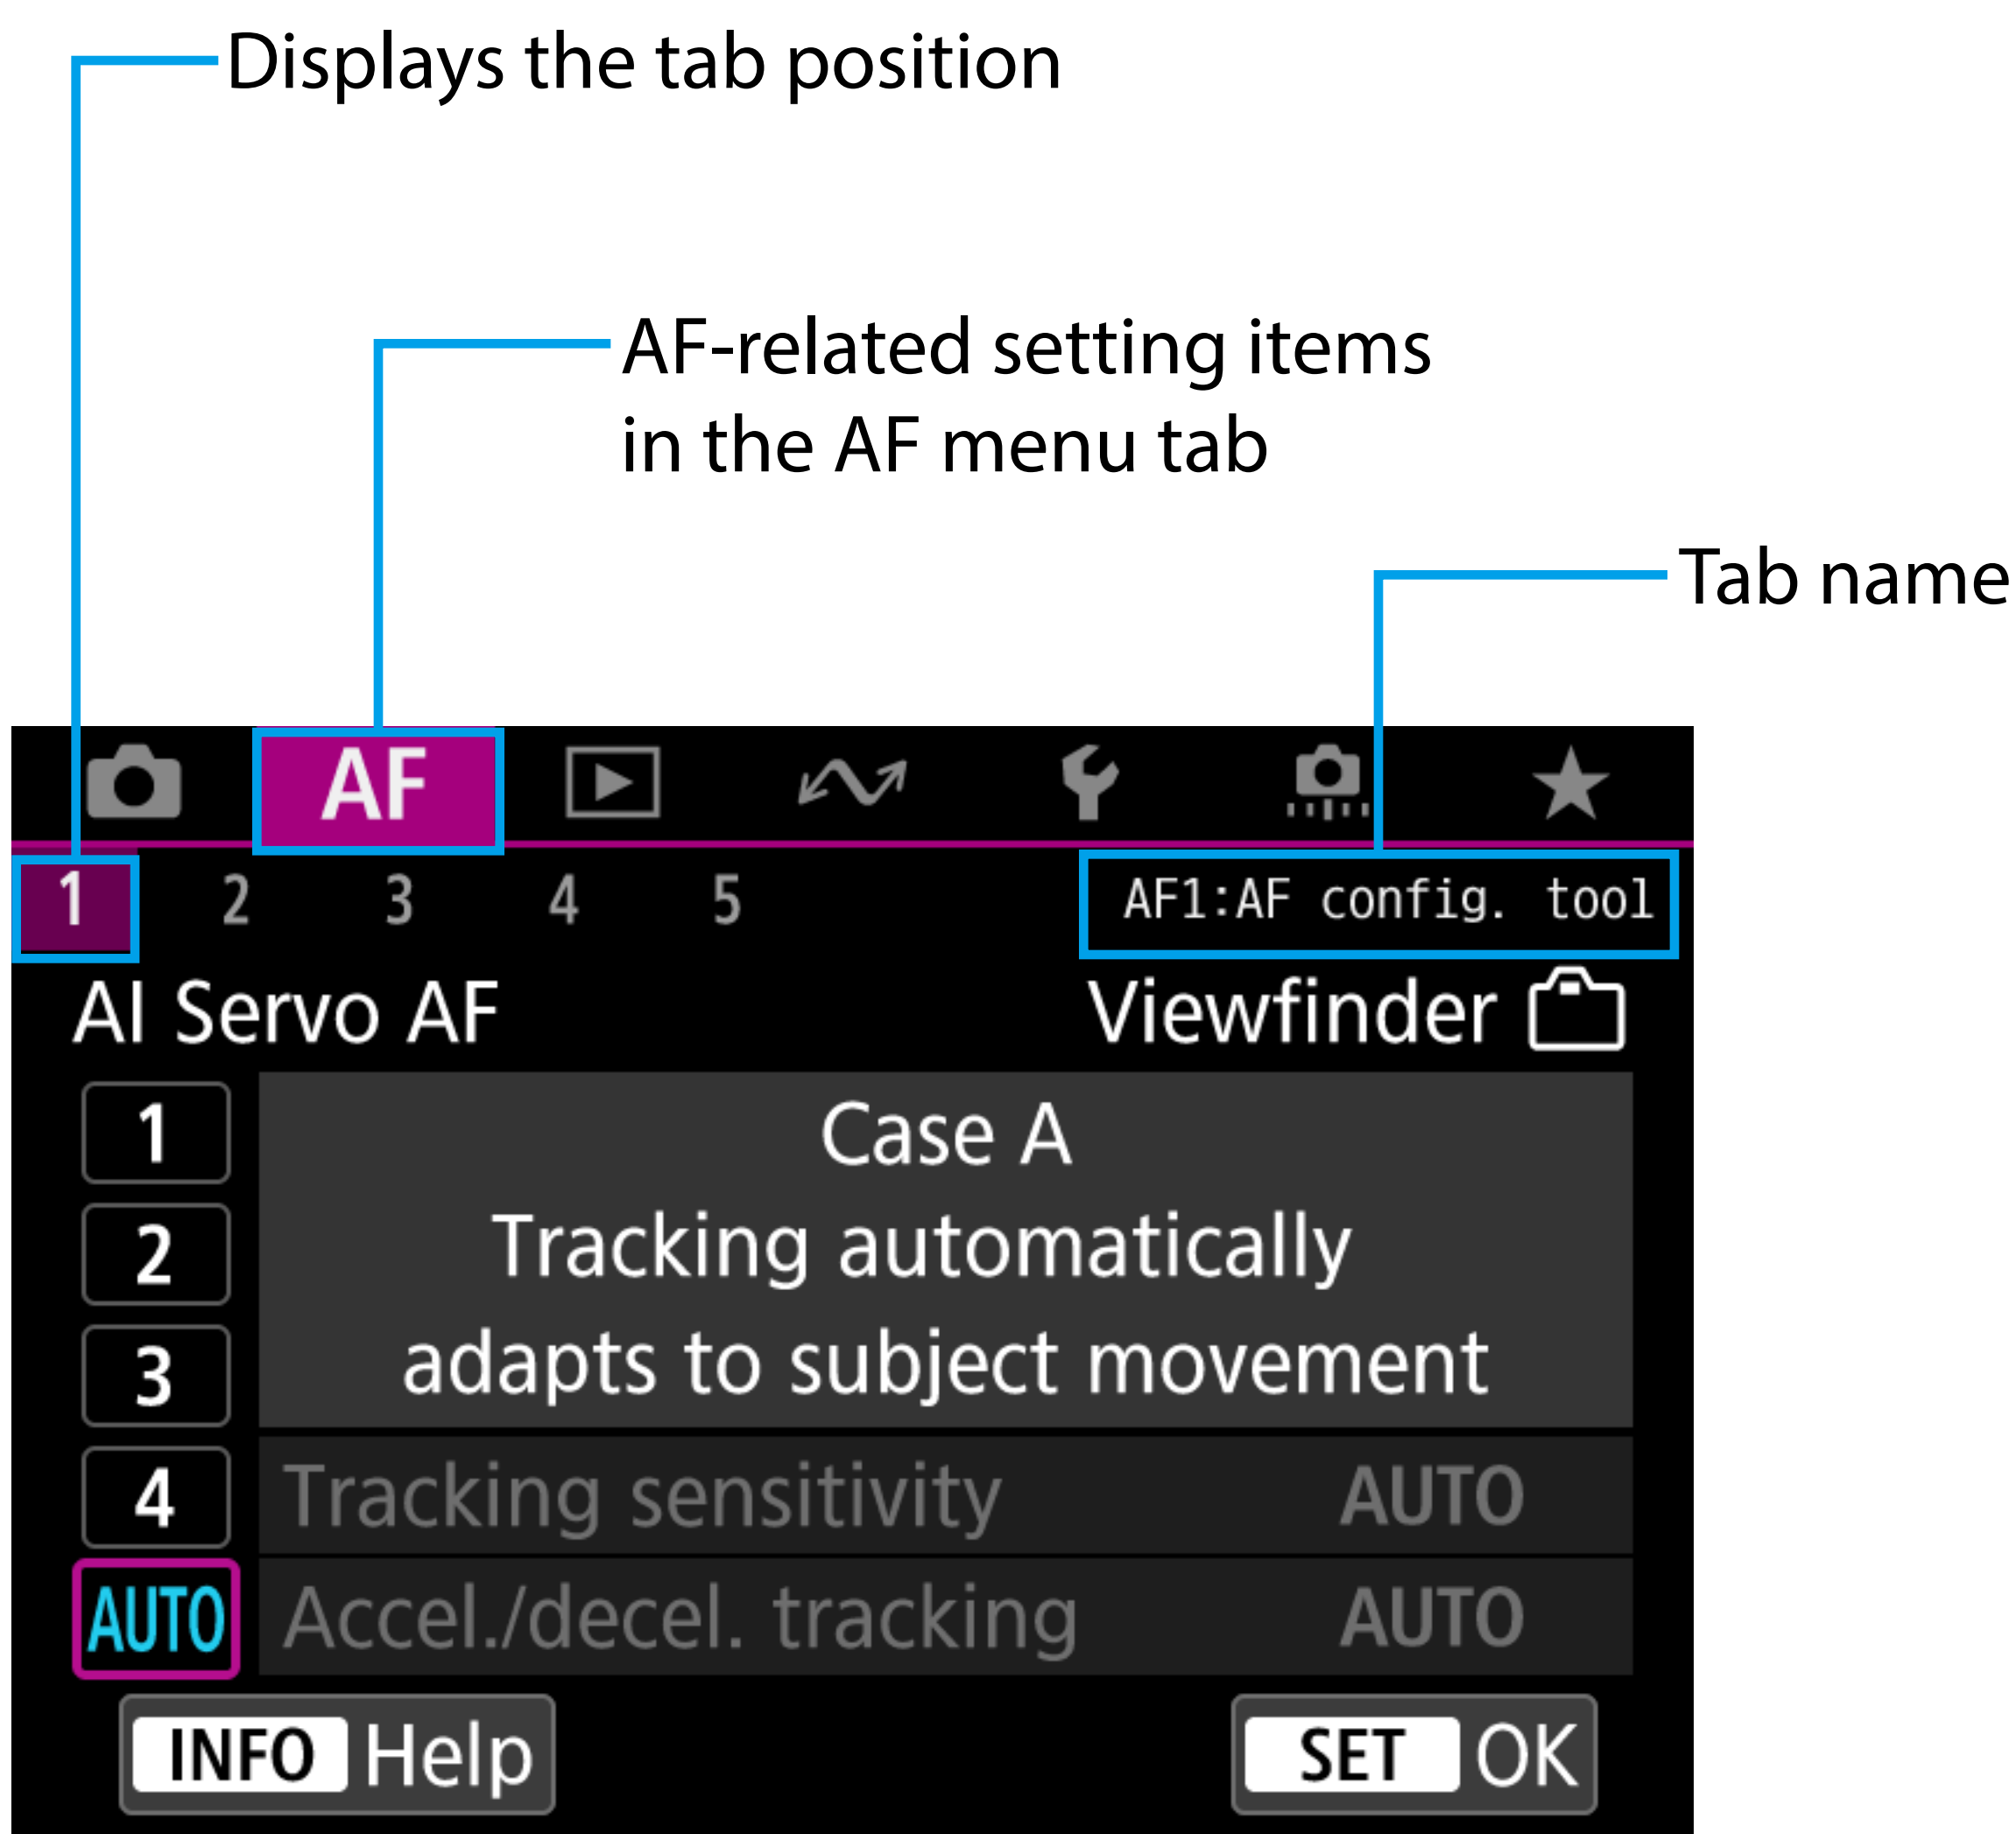 Displays the tab position
AF-related setting items
in the AF menu tab
Tab name
AF
1 2 3 4 5 AF1:AF config. tool
AI Servo AF Viewfinder
1
Case A
2
Tracking automatically
3
adapts to subject movement
4 Tracking sensitivity AUTO
AUTO Accel./decel. tracking AUTO
INFO Help SET OK